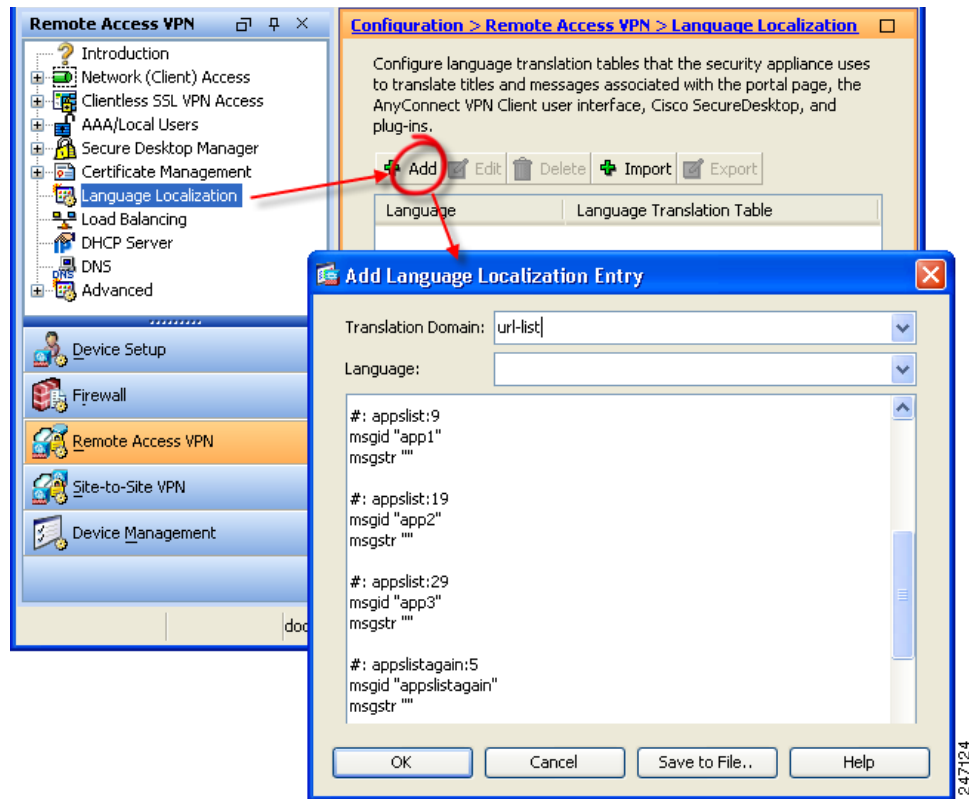 Remote Access VPN
Introduction
Network (Client) Access
Clientless SSL VPN Access
AAA/Local Users
Secure Desktop Manager
Certificate Management
Language Localization
Load Balancing
DHCP Server
DNS
DNS
Advanced
Device Setup
Firewall
Remote Access VPN
Site-to-Site VPN
Device Management
doc
Configuration > Remote Access VPN > Language Localization
Configure language translation tables that the security appliance uses
to translate titles and messages associated with the portal page, the
AnyConnect VPN Client user interface, Cisco SecureDesktop, and
plug-ins.
Add Edit Delete Import Export
Language Language Translation Table
Add Language Localization Entry
Translation Domain: url-list
Language:
#: appslist:9
msgid "app1"
msgstr ""
#: appslist:19
msgid "app2"
msgstr ""
#: appslist:29
msgid "app3"
msgstr ""
#: appslistagain:5
msgid "appslistagain"
msgstr ""
OK Cancel Save to File.. Help
247124